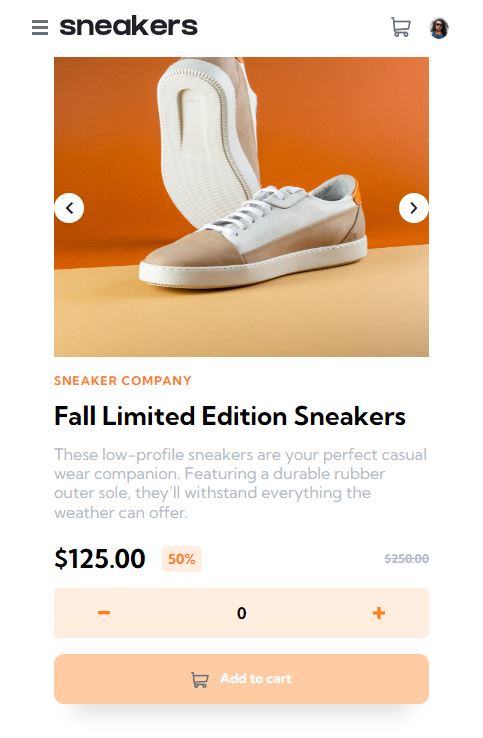 sneakers
SNEAKER COMPANY
Fall Limited Edition Sneakers
These low-profile sneakers are your perfect casual
wear companion. Featuring a durable rubber
outer sole, they’ll withstand everything the
weather can offer.
$125.00 50% $250.00
0
Add to cart